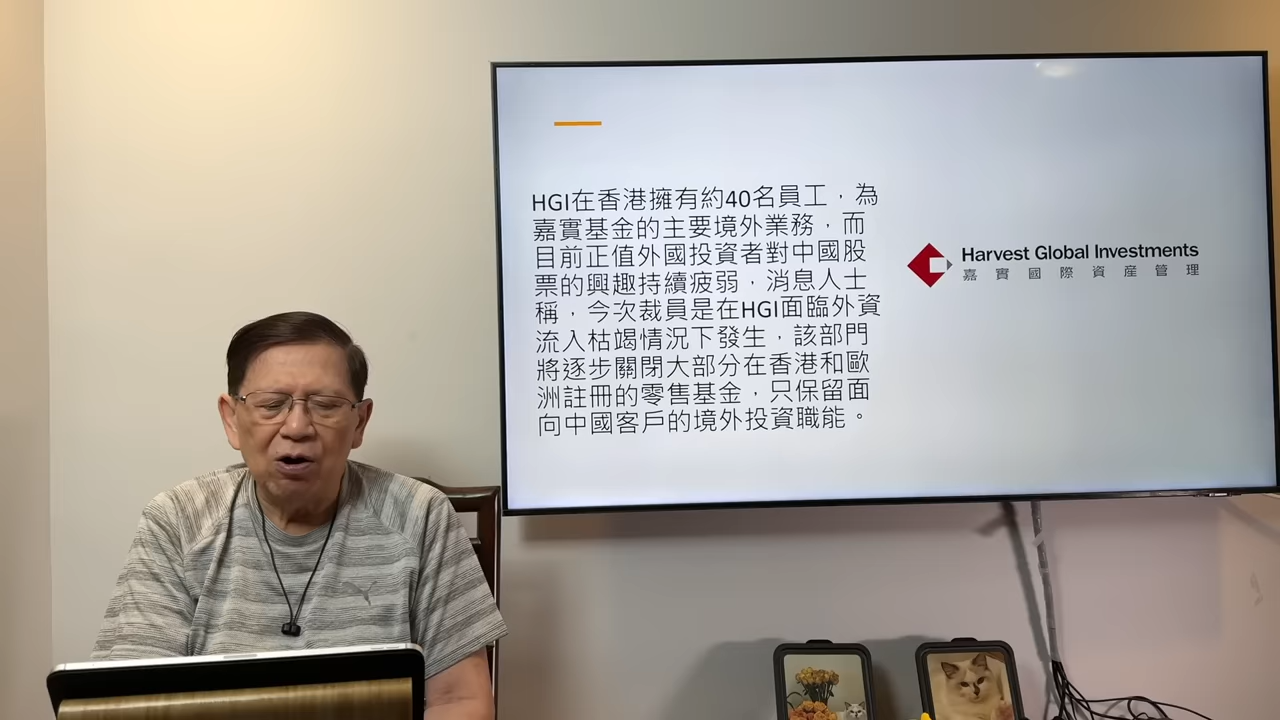 HGI在香港擁有約40名員工，為
嘉實基金的主要境外業務，而
目前正值外國投資者對中國股
票的興趣持續疲弱，消息人士
稱，今次裁員是在HGI面臨外資
流入枯竭情況下發生，該部門
將逐步關閉大部分在香港和歐
洲註冊的零售基金，只保留面
向中國客戶的境外投資職能。
Harvest Global Investments
嘉實國際資產管理